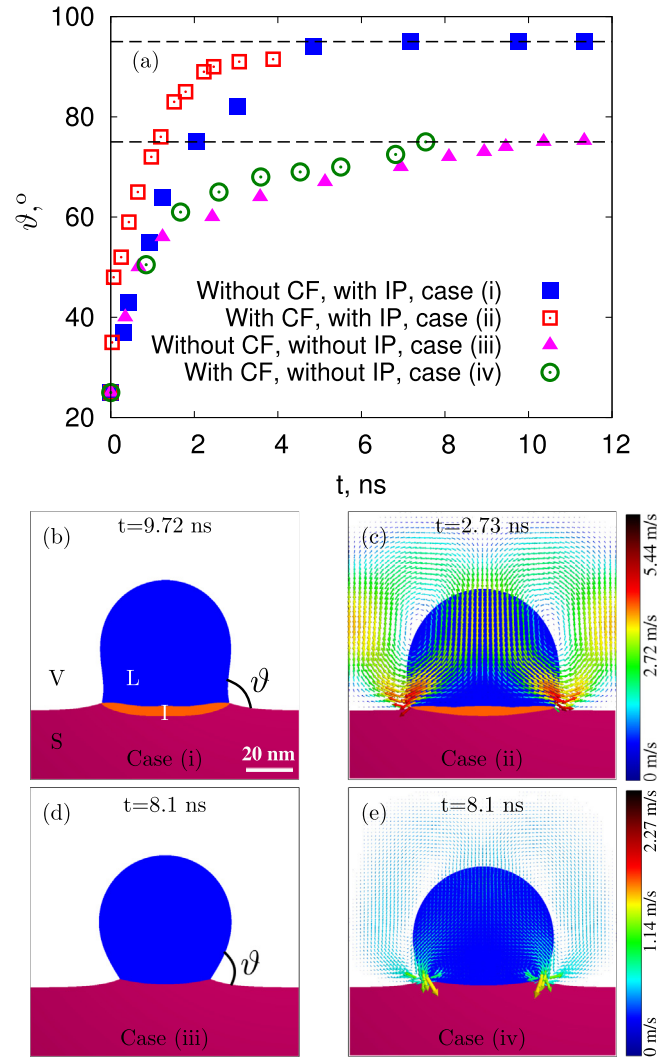 100
(a)
80
60
40
20
ϑ,°
Without CF, with IP, case (i)
With CF, with IP, case (ii)
Without CF, without IP, case (iii)
With CF, without IP, case (iv)
0 2 4 6 8 10 12
t, ns
(b) t=9.72 ns
V L ϑ
I
S
Case (i) 20 nm
(c) t=2.73 ns
Case (ii)
0 m/s 2.72 m/s 5.44 m/s
(d) t=8.1 ns
ϑ
Case (iii)
(e) t=8.1 ns
Case (iv)
0 m/s 1.14 m/s 2.27 m/s